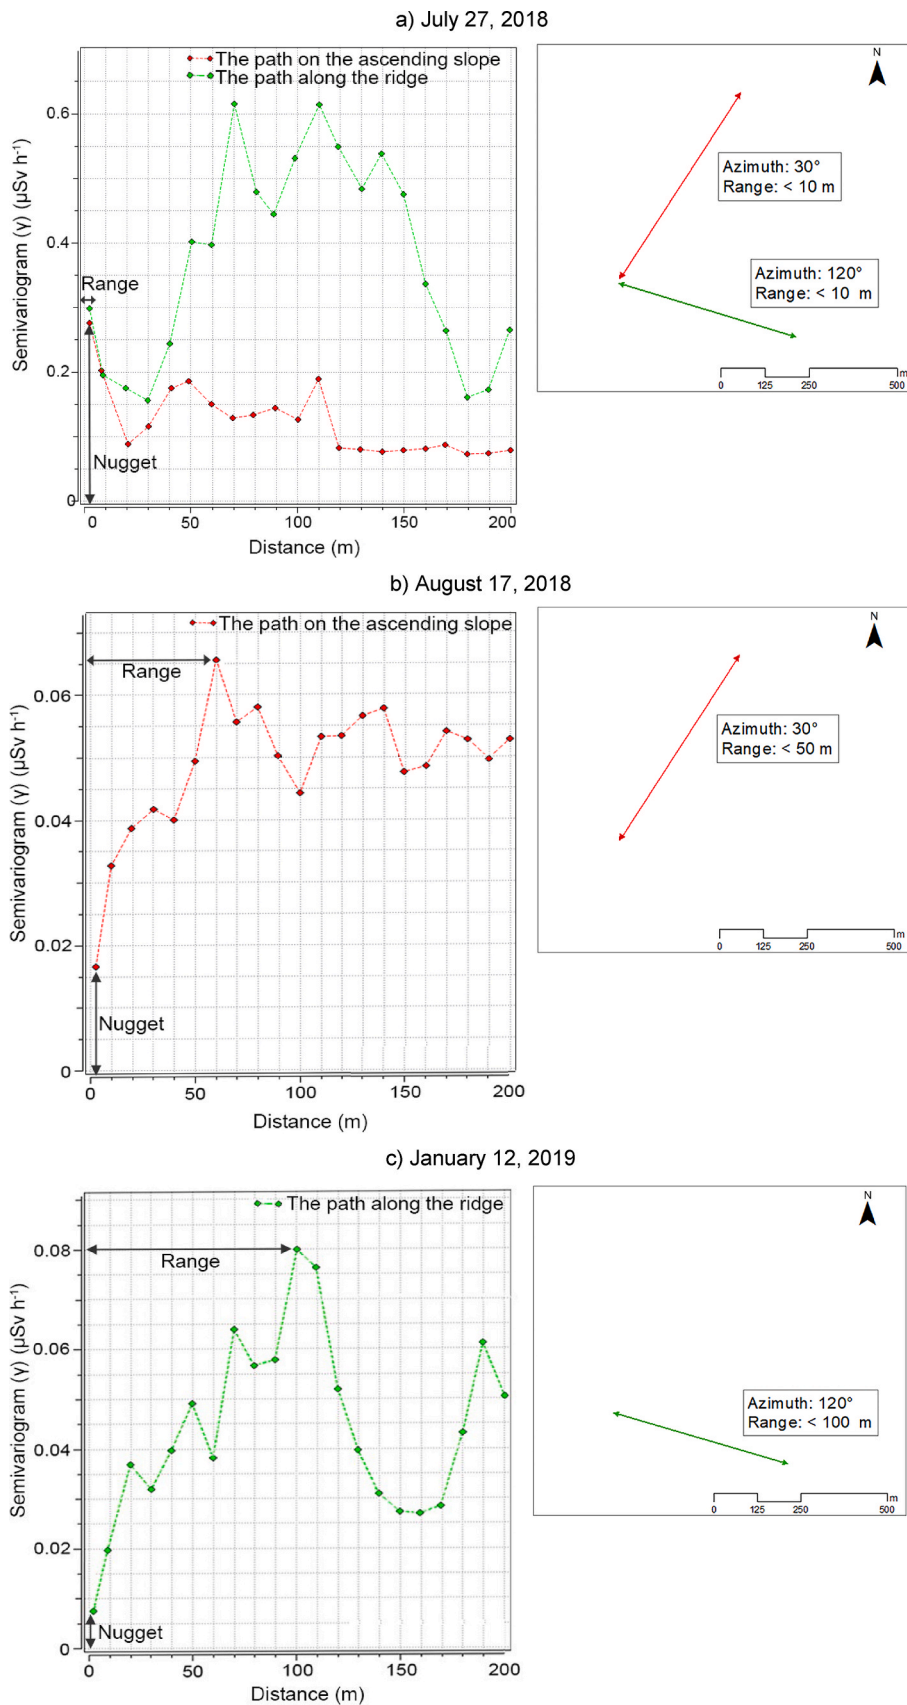 a) July 27, 2018
The path on the ascending slope
The path along the ridge
Semivariogram (γ) (µSv h⁻¹)
0.6
0.4
0.2
0
Range
Nugget
0 50 100 150 200
Distance (m)
N
Azimuth: 30°
Range: < 10 m
Azimuth: 120°
Range: < 10 m
m
0 125 250 500
b) August 17, 2018
The path on the ascending slope
Semivariogram (γ) (µSv h⁻¹)
0.06
0.04
0.02
0
Range
Nugget
0 50 100 150 200
Distance (m)
N
Azimuth: 30°
Range: < 50 m
m
0 125 250 500
c) January 12, 2019
The path along the ridge
Semivariogram (γ) (µSv h⁻¹)
0.08
0.06
0.04
0.02
0
Range
Nugget
0 50 100 150 200
Distance (m)
N
Azimuth: 120°
Range: < 100 m
m
0 125 250 500